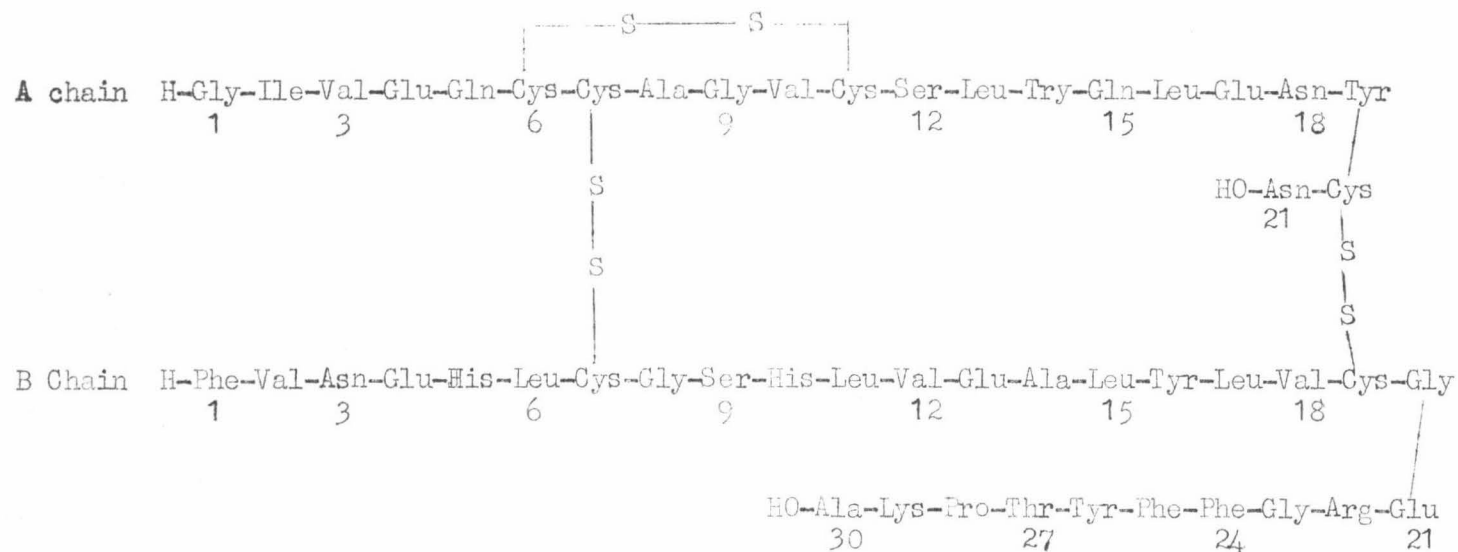 S S
A chain H-Gly-Ile-Val-Glu-Gln-Cys-Cys-Ala-Gly-Val-Cys-Ser-Leu-Try-Gln-Leu-Glu-Asn-Tyr
1 3 6 9 12 15 18
S
HO-Asn-Cys
21
S
S
S
B Chain H-Phe-Val-Asn-Glu-His-Leu-Cys-Gly-Ser-His-Leu-Val-Glu-Ala-Leu-Tyr-Leu-Val-Cys-Gly
1 3 6 9 12 15 18
HO-Ala-Lys-Pro-Thr-Tyr-Phe-Phe-Gly-Arg-Glu
30 27 24 21